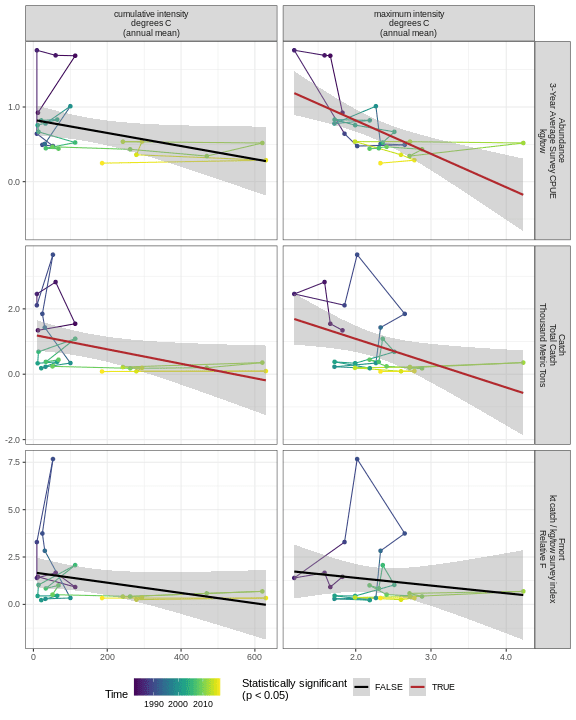 cumulative intensity
degrees C
(annual mean)
maximum intensity
degrees C
(annual mean)
1.0
0.0
Abundance
3-Year Average Survey CPUE
kg/tow
2.0
0.0
-2.0
Catch
Total Catch
Thousand Metric Tons
7.5
5.0
2.5
0.0
Fmort
kt catch / kg/tow survey index
Relative F
0
200
400
600
2.0
3.0
4.0
Time
1990 2000 2010
Statistically significant
(p < 0.05)
FALSE
TRUE